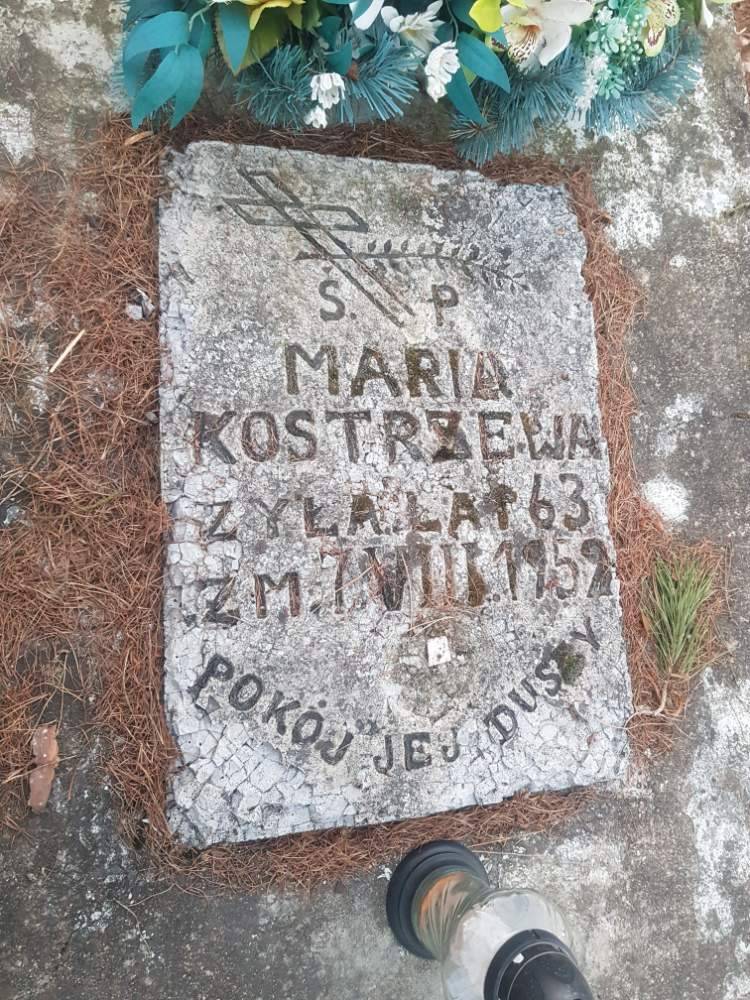 Ś. P.
MARIA
KOSTRZEWA
ŻYŁA LAT 63
ZM. 7.VIII.1952
POKÓJ JEJ DUSZY